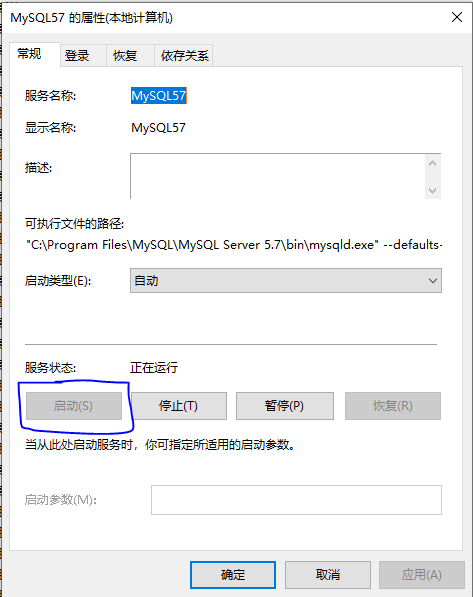 MySQL57 的属性(本地计算机)
常规 登录 恢复 依存关系
服务名称: MySQL57
显示名称: MySQL57
描述:
可执行文件的路径:
"C:\Program Files\MySQL\MySQL Server 5.7\bin\mysqld.exe" --defaults-
启动类型(E): 自动
服务状态: 正在运行
启动(S) 停止(T) 暂停(P) 恢复(R)
当从此处启动服务时，你可指定所适用的启动参数。
启动参数(M):
确定 取消 应用(A)